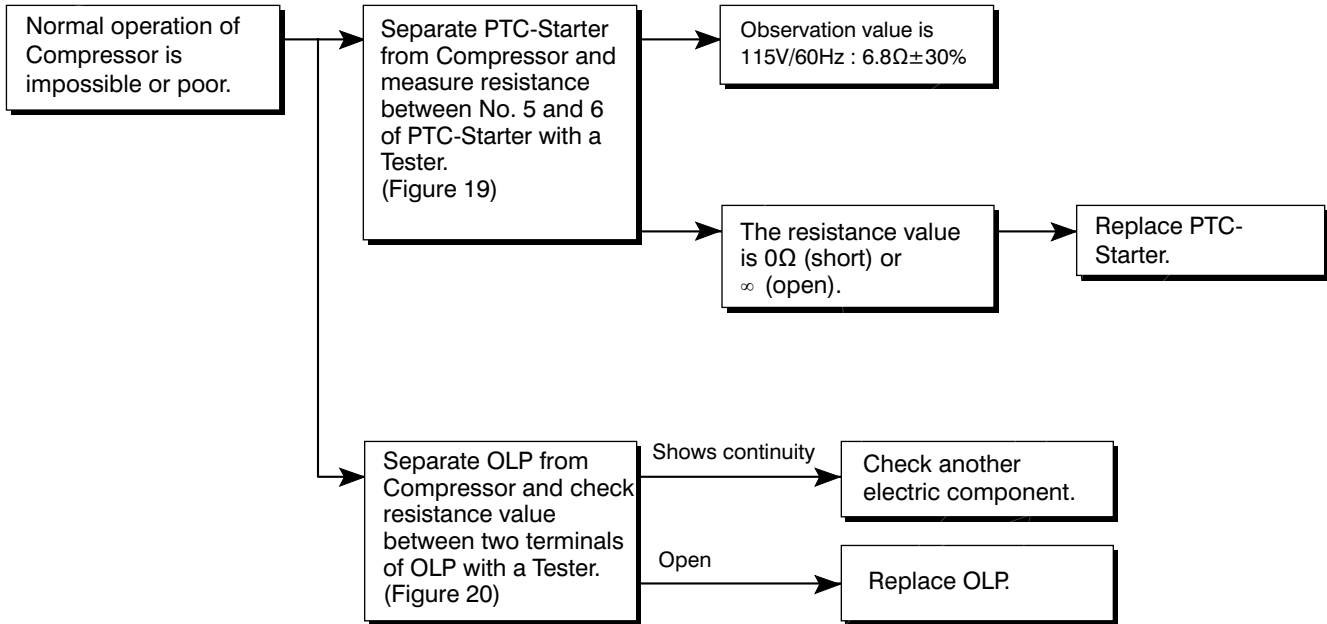 Normal operation of
Compressor is
impossible or poor.
Separate PTC-Starter
from Compressor and
measure resistance
between No. 5 and 6
of PTC-Starter with a
Tester.
(Figure 19)
Observation value is
115V/60Hz : 6.8Ω±30%
The resistance value
is 0Ω (short) or
∞ (open).
Replace PTC-
Starter.
Separate OLP from
Compressor and check
resistance value
between two terminals
of OLP with a Tester.
(Figure 20)
Shows continuity
Check another
electric component.
Open
Replace OLP.